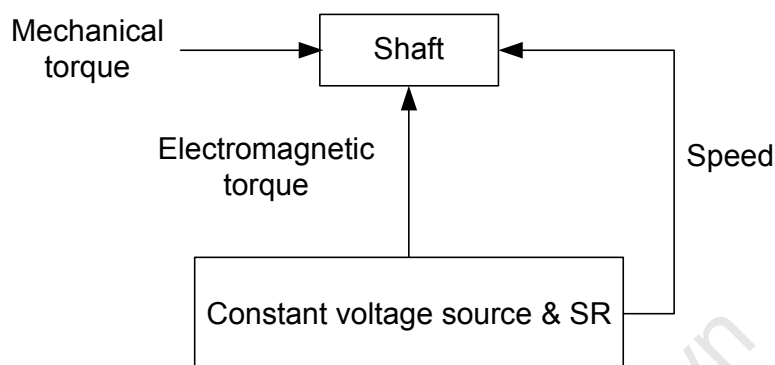 Mechanical
torque
Shaft
Electromagnetic
torque
Speed
Constant voltage source & SR